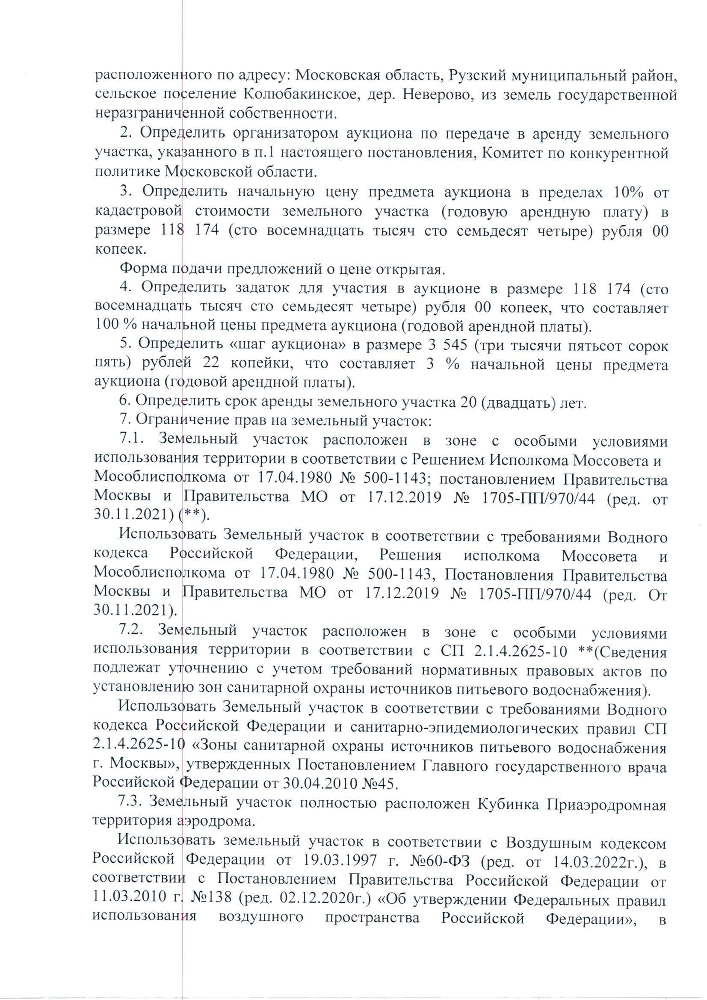 расположенного по адресу: Московская область, Рузский муниципальный район,
сельское поселение Колюбакинское, дер. Неверово, из земель государственной
неразграниченной собственности.
2. Определить организатором аукциона по передаче в аренду земельного
участка, указанного в п.1 настоящего постановления, Комитет по конкурентной
политике Московской области.
3. Определить начальную цену предмета аукциона в пределах 10% от
кадастровой стоимости земельного участка (годовую арендную плату) в
размере 118 174 (сто восемнадцать тысяч сто семьдесят четыре) рубля 00
копеек.
Форма подачи предложений о цене открытая.
4. Определить задаток для участия в аукционе в размере 118 174 (сто
восемнадцать тысяч сто семьдесят четыре) рубля 00 копеек, что составляет
100 % начальной цены предмета аукциона (годовой арендной платы).
5. Определить «шаг аукциона» в размере 3 545 (три тысячи пятьсот сорок
пять) рублей 22 копейки, что составляет 3 % начальной цены предмета
аукциона (годовой арендной платы).
6. Определить срок аренды земельного участка 20 (двадцать) лет.
7. Ограничение прав на земельный участок:
7.1. Земельный участок расположен в зоне с особыми условиями
использования территории в соответствии с Решением Исполкома Моссовета и
Мособлисполкома от 17.04.1980 № 500-1143; постановлением Правительства
Москвы и Правительства МО от 17.12.2019 № 1705-ПП/970/44 (ред. от
30.11.2021) (**).
Использовать Земельный участок в соответствии с требованиями Водного
кодекса Российской Федерации, Решения исполкома Моссовета и
Мособлисполкома от 17.04.1980 № 500-1143, Постановления Правительства
Москвы и Правительства МО от 17.12.2019 № 1705-ПП/970/44 (ред. От
30.11.2021).
7.2. Земельный участок расположен в зоне с особыми условиями
использования территории в соответствии с СП 2.1.4.2625-10 **(Сведения
подлежат уточнению с учетом требований нормативных правовых актов по
установлению зон санитарной охраны источников питьевого водоснабжения).
Использовать Земельный участок в соответствии с требованиями Водного
кодекса Российской Федерации и санитарно-эпидемиологических правил СП
2.1.4.2625-10 «Зоны санитарной охраны источников питьевого водоснабжения
г. Москвы», утвержденных Постановлением Главного государственного врача
Российской Федерации от 30.04.2010 №45.
7.3. Земельный участок полностью расположен Кубинка Приаэродромная
территория аэродрома.
Использовать земельный участок в соответствии с Воздушным кодексом
Российской Федерации от 19.03.1997 г. №60-ФЗ (ред. от 14.03.2022г.), в
соответствии с Постановлением Правительства Российской Федерации от
11.03.2010 г. №138 (ред. 02.12.2020г.) «Об утверждении Федеральных правил
использования воздушного пространства Российской Федерации», в